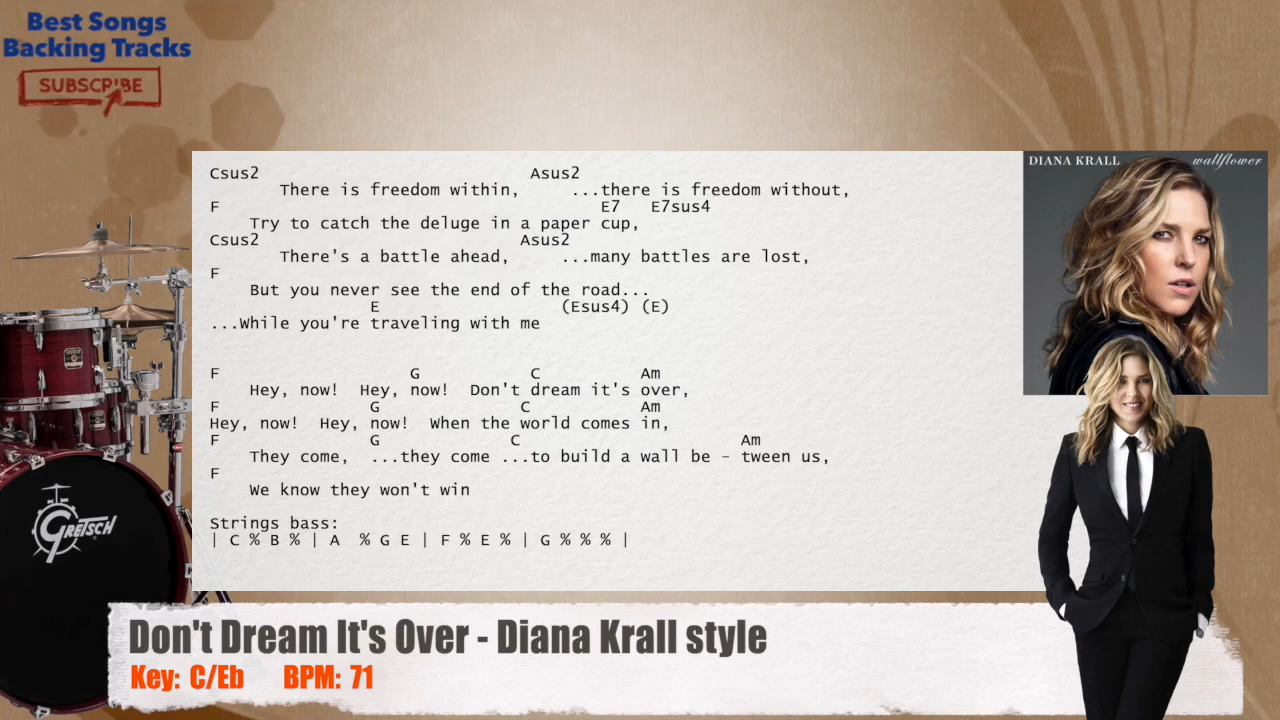 Best Songs
Backing Tracks
SUBSCRIBE
DIANA KRALL wallflower
Csus2 Asus2
There is freedom within, ...there is freedom without,
F E7 E7sus4
Try to catch the deluge in a paper cup,
Csus2 Asus2
There's a battle ahead, ...many battles are lost,
F
But you never see the end of the road...
E (Esus4) (E)
...While you're traveling with me
F G C Am
Hey, now! Hey, now! Don't dream it's over,
F G C Am
Hey, now! Hey, now! When the world comes in,
F G C Am
They come, ...they come ...to build a wall be - tween us,
F
We know they won't win
Strings bass:
| C % B % | A % G E | F % E % | G % % % |
GRETSCH
Don't Dream It's Over - Diana Krall style
Key: C/Eb BPM: 71